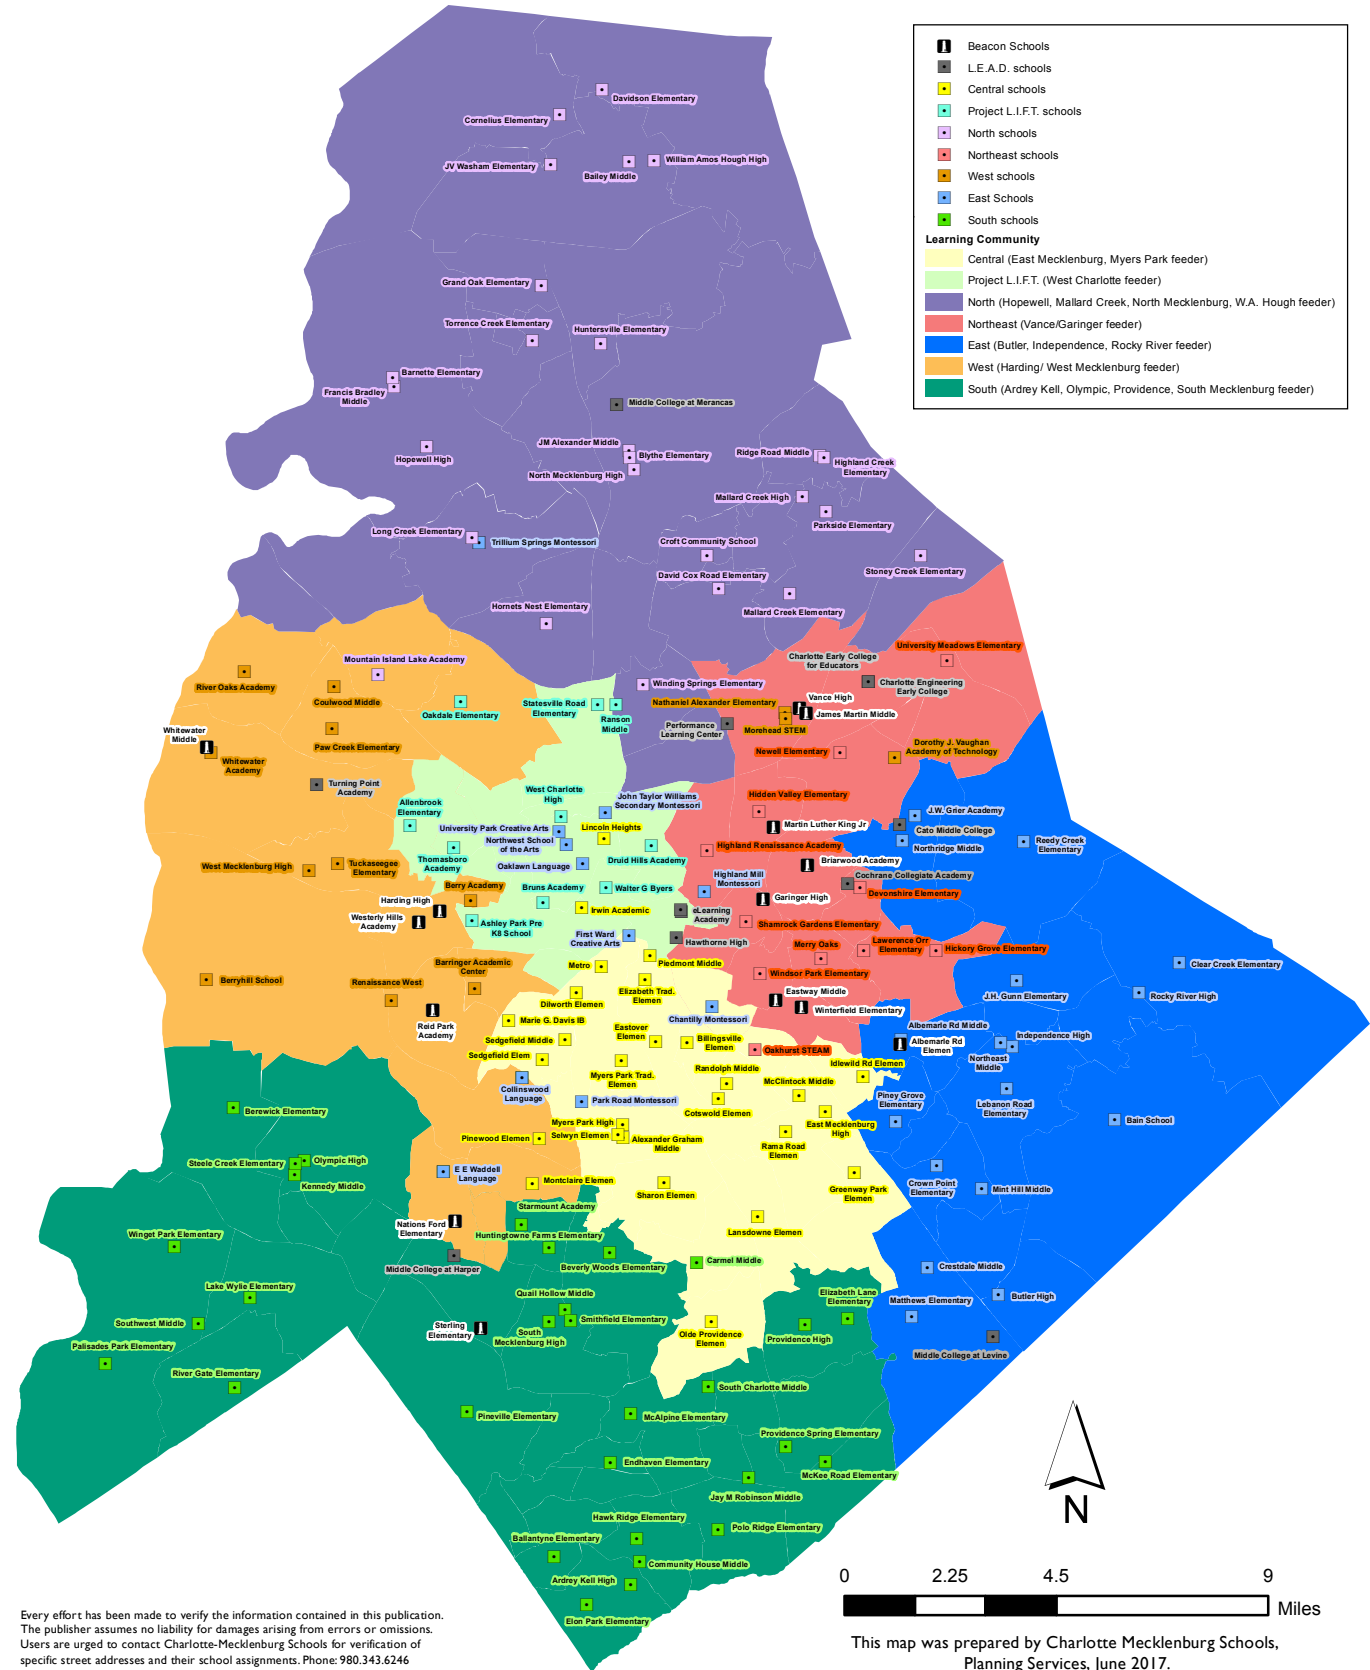 Beacon Schools
L.E.A.D. schools
Central schools
Project L.I.F.T. schools
North schools
Northeast schools
West schools
East Schools
South schools
Learning Community
Central (East Mecklenburg, Myers Park feeder)
Project L.I.F.T. (West Charlotte feeder)
North (Hopewell, Mallard Creek, North Mecklenburg, W.A. Hough feeder)
Northeast (Vance/Garinger feeder)
East (Butler, Independence, Rocky River feeder)
West (Harding/ West Mecklenburg feeder)
South (Ardrey Kell, Olympic, Providence, South Mecklenburg feeder)
Davidson Elementary
Cornelius Elementary
JV Washam Elementary
William Amos Hough High
Bailey Middle
Grand Oak Elementary
Torrence Creek Elementary
Huntersville Elementary
Barnette Elementary
Francis Bradley
Middle
Middle College at Merancas
JM Alexander Middle
Blythe Elementary
North Mecklenburg High
Hopewell High
Ridge Road Middle
Highland Creek
Elementary
Mallard Creek High
Parkside Elementary
Long Creek Elementary
Trillium Springs Montessori
Croft Community School
Stoney Creek Elementary
David Cox Road Elementary
Mallard Creek Elementary
Hornets Nest Elementary
University Meadows Elementary
Charlotte Early College
for Educators
Charlotte Engineering
Early College
Mountain Island Lake Academy
River Oaks Academy
Coulwood Middle
Oakdale Elementary
Statesville Road
Elementary
Ranson
Middle
Winding Springs Elementary
Nathaniel Alexander Elementary
Vance High
James Martin Middle
Performance
Learning Center
Morehead STEM
Whitewater
Middle
Whitewater
Academy
Paw Creek Elementary
Newell Elementary
Dorothy J. Vaughan
Academy of Technology
Turning Point
Academy
Allenbrook
Elementary
West Charlotte
High
John Taylor Williams
Secondary Montessori
Hidden Valley Elementary
J.W. Grier Academy
University Park Creative Arts
Lincoln Heights
Martin Luther King Jr
Cato Middle College
Northwest School
of the Arts
Northridge Middle
Reedy Creek
Elementary
Highland Renaissance Academy
Thomasboro
Academy
Oaklawn Language
Druid Hills Academy
Briarwood Academy
West Mecklenburg High
Tuckaseegee
Elementary
Highland Mill
Montessori
Cochrane Collegiate Academy
Devonshire Elementary
Berry Academy
Bruns Academy
Walter G Byers
Garinger High
Harding High
Westerly Hills
Academy
Ashley Park Pre
K8 School
Irwin Academic
eLearning
Academy
Shamrock Gardens Elementary
First Ward
Creative Arts
Hawthorne High
Merry Oaks
Lawerence Orr
Elementary
Hickory Grove Elementary
Metro
Piedmont Middle
Barringer Academic
Center
Berryhill School
Renaissance West
Windsor Park Elementary
Clear Creek Elementary
Dilworth Elemen
Elizabeth Trad.
Elemen
J.H. Gunn Elementary
Rocky River High
Eastway Middle
Winterfield Elementary
Chantilly Montessori
Reid Park
Academy
Marie G. Davis IB
Eastover
Elemen
Billingsville
Elemen
Albemarle Rd Middle
Albemarle Rd
Elemen
Independence High
Northeast
Middle
Sedgefield Middle
Sedgefield Elem
Oakhurst STEAM
Idlewild Rd Elemen
Myers Park Trad.
Elemen
Randolph Middle
McClintock Middle
Collinswood
Language
Park Road Montessori
Cotswold Elemen
Piney Grove
Elementary
Lebanon Road
Elementary
Bain School
Berewick Elementary
Myers Park High
Pinewood Elemen
Selwyn Elemen
Alexander Graham
Middle
East Mecklenburg
High
Rama Road
Elemen
Steele Creek Elementary
Olympic High
Kennedy Middle
E E Waddell
Language
Montclaire Elemen
Sharon Elemen
Greenway Park
Elemen
Crown Point
Elementary
Mint Hill Middle
Starmount Academy
Nations Ford
Elementary
Huntingtowne Farms Elementary
Lansdowne Elemen
Winget Park Elementary
Middle College at Harper
Beverly Woods Elementary
Carmel Middle
Crestdale Middle
Lake Wylie Elementary
Quail Hollow Middle
Elizabeth Lane
Elementary
Matthews Elementary
Butler High
Southwest Middle
Sterling
Elementary
South
Mecklenburg High
Smithfield Elementary
Olde Providence
Elemen
Providence High
Middle College at Levine
Palisades Park Elementary
River Gate Elementary
South Charlotte Middle
Pineville Elementary
McAlpine Elementary
Providence Spring Elementary
Endhaven Elementary
McKee Road Elementary
Jay M Robinson Middle
Hawk Ridge Elementary
Polo Ridge Elementary
Ballantyne Elementary
Community House Middle
Ardrey Kell High
Elon Park Elementary
N
0 2.25 4.5 9
Miles
Every effort has been made to verify the information contained in this publication.
The publisher assumes no liability for damages arising from errors or omissions.
Users are urged to contact Charlotte-Mecklenburg Schools for verification of
specific street addresses and their school assignments. Phone: 980.343.6246
This map was prepared by Charlotte Mecklenburg Schools,
Planning Services, June 2017.